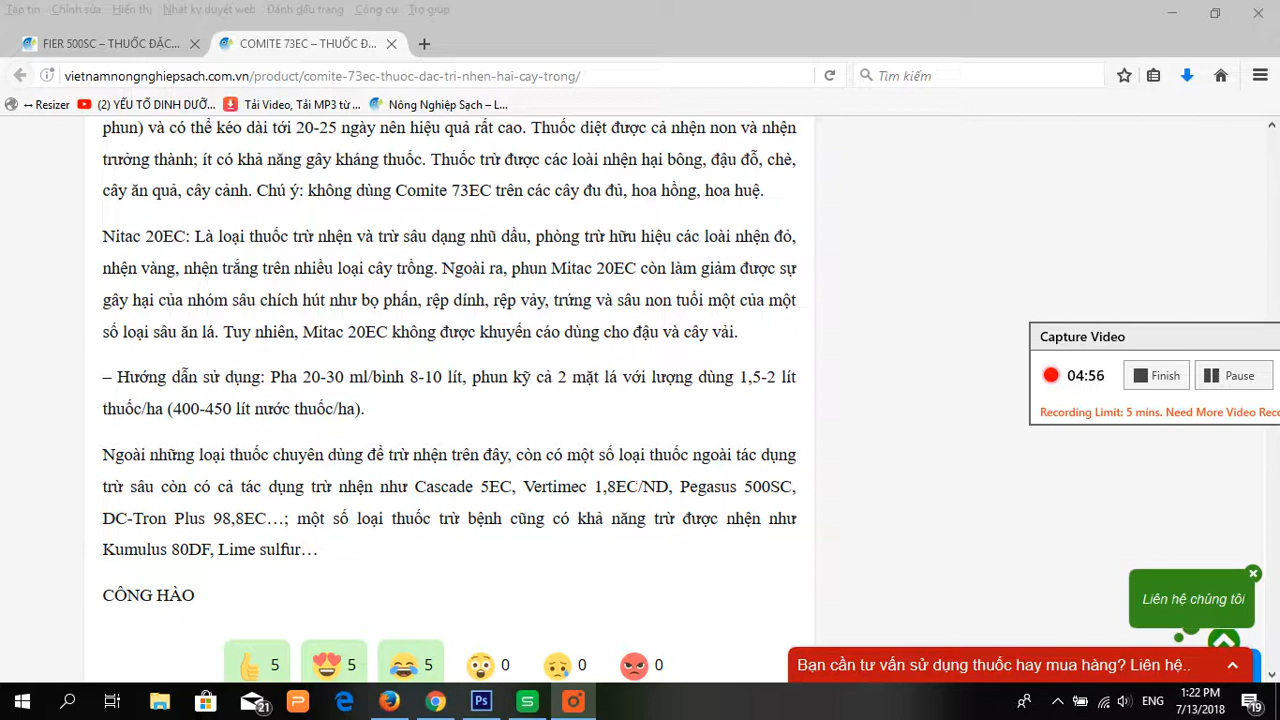 Tập tin Chỉnh sửa Hiển thị Nhật ký duyệt web Đánh dấu trang Công cụ Trợ giúp
FIER 500SC – THUỐC ĐẶC... COMITE 73EC – THUỐC Đ...
vietnamnongnghiepsach.com.vn/product/comite-73ec-thuoc-dac-tri-nhen-hai-cay-trong/ Tìm kiếm
↔ Resizer (2) YẾU TỐ DINH DƯỠ... Tải Video, Tải MP3 từ ... Nông Nghiệp Sạch – L...
phun) và có thể kéo dài tới 20-25 ngày nên hiệu quả rất cao. Thuốc diệt được cả nhện non và nhện
trưởng thành; ít có khả năng gây kháng thuốc. Thuốc trừ được các loài nhện hại bông, đậu đỗ, chè,
cây ăn quả, cây cảnh. Chú ý: không dùng Comite 73EC trên các cây đu đủ, hoa hồng, hoa huệ.
Nitac 20EC: Là loại thuốc trừ nhện và trừ sâu dạng nhũ dầu, phòng trừ hữu hiệu các loài nhện đỏ,
nhện vàng, nhện trắng trên nhiều loại cây trồng. Ngoài ra, phun Mitac 20EC còn làm giảm được sự
gây hại của nhóm sâu chích hút như bọ phấn, rệp dính, rệp vảy, trứng và sâu non tuổi một của một
số loại sâu ăn lá. Tuy nhiên, Mitac 20EC không được khuyến cáo dùng cho đậu và cây vải.
– Hướng dẫn sử dụng: Pha 20-30 ml/bình 8-10 lít, phun kỹ cả 2 mặt lá với lượng dùng 1,5-2 lít
thuốc/ha (400-450 lít nước thuốc/ha).
Ngoài những loại thuốc chuyên dùng để trừ nhện trên đây, còn có một số loại thuốc ngoài tác dụng
trừ sâu còn có cả tác dụng trừ nhện như Cascade 5EC, Vertimec 1,8EC/ND, Pegasus 500SC,
DC-Tron Plus 98,8EC…; một số loại thuốc trừ bệnh cũng có khả năng trừ được nhện như
Kumulus 80DF, Lime sulfur…
CÔNG HÀO
5 5 5 0 0 0
Capture Video
04:56 Finish Pause
Recording Limit: 5 mins. Need More Video Reco
Liên hệ chúng tôi
Bạn cần tư vấn sử dụng thuốc hay mua hàng? Liên hệ..
21 P Ps S ENG 1:22 PM
7/13/2018 19